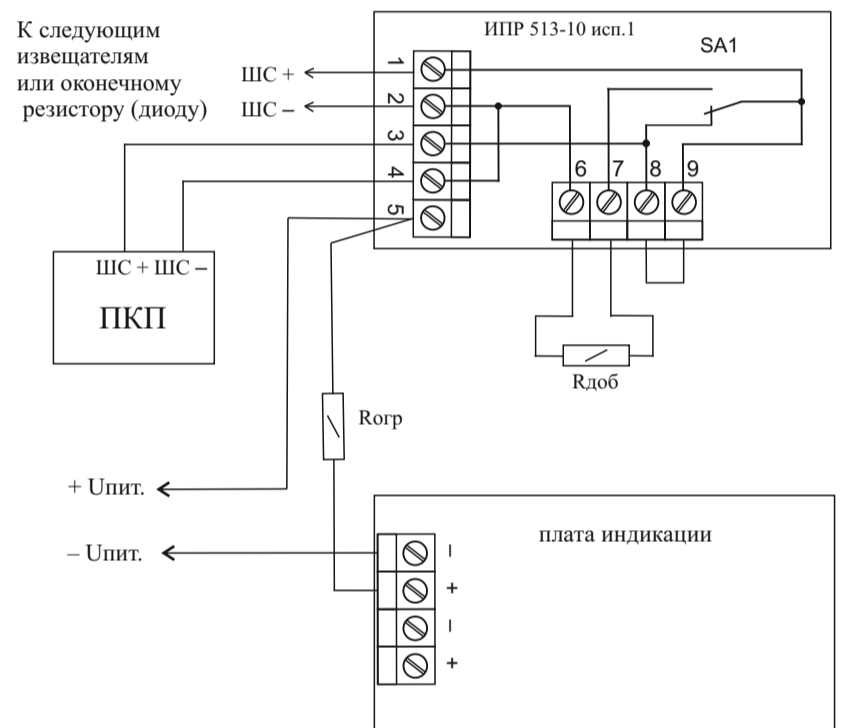 К следующим
извещателям
или оконечному
резистору (диоду)
ИПР 513-10 исп.1
SA1
ШС +
ШС –
1
2
3
4
5
6 7 8 9
ШС + ШС –
ПКП
Rдоб
Rогр
+ Uпит.
– Uпит.
плата индикации
–
+
–
+